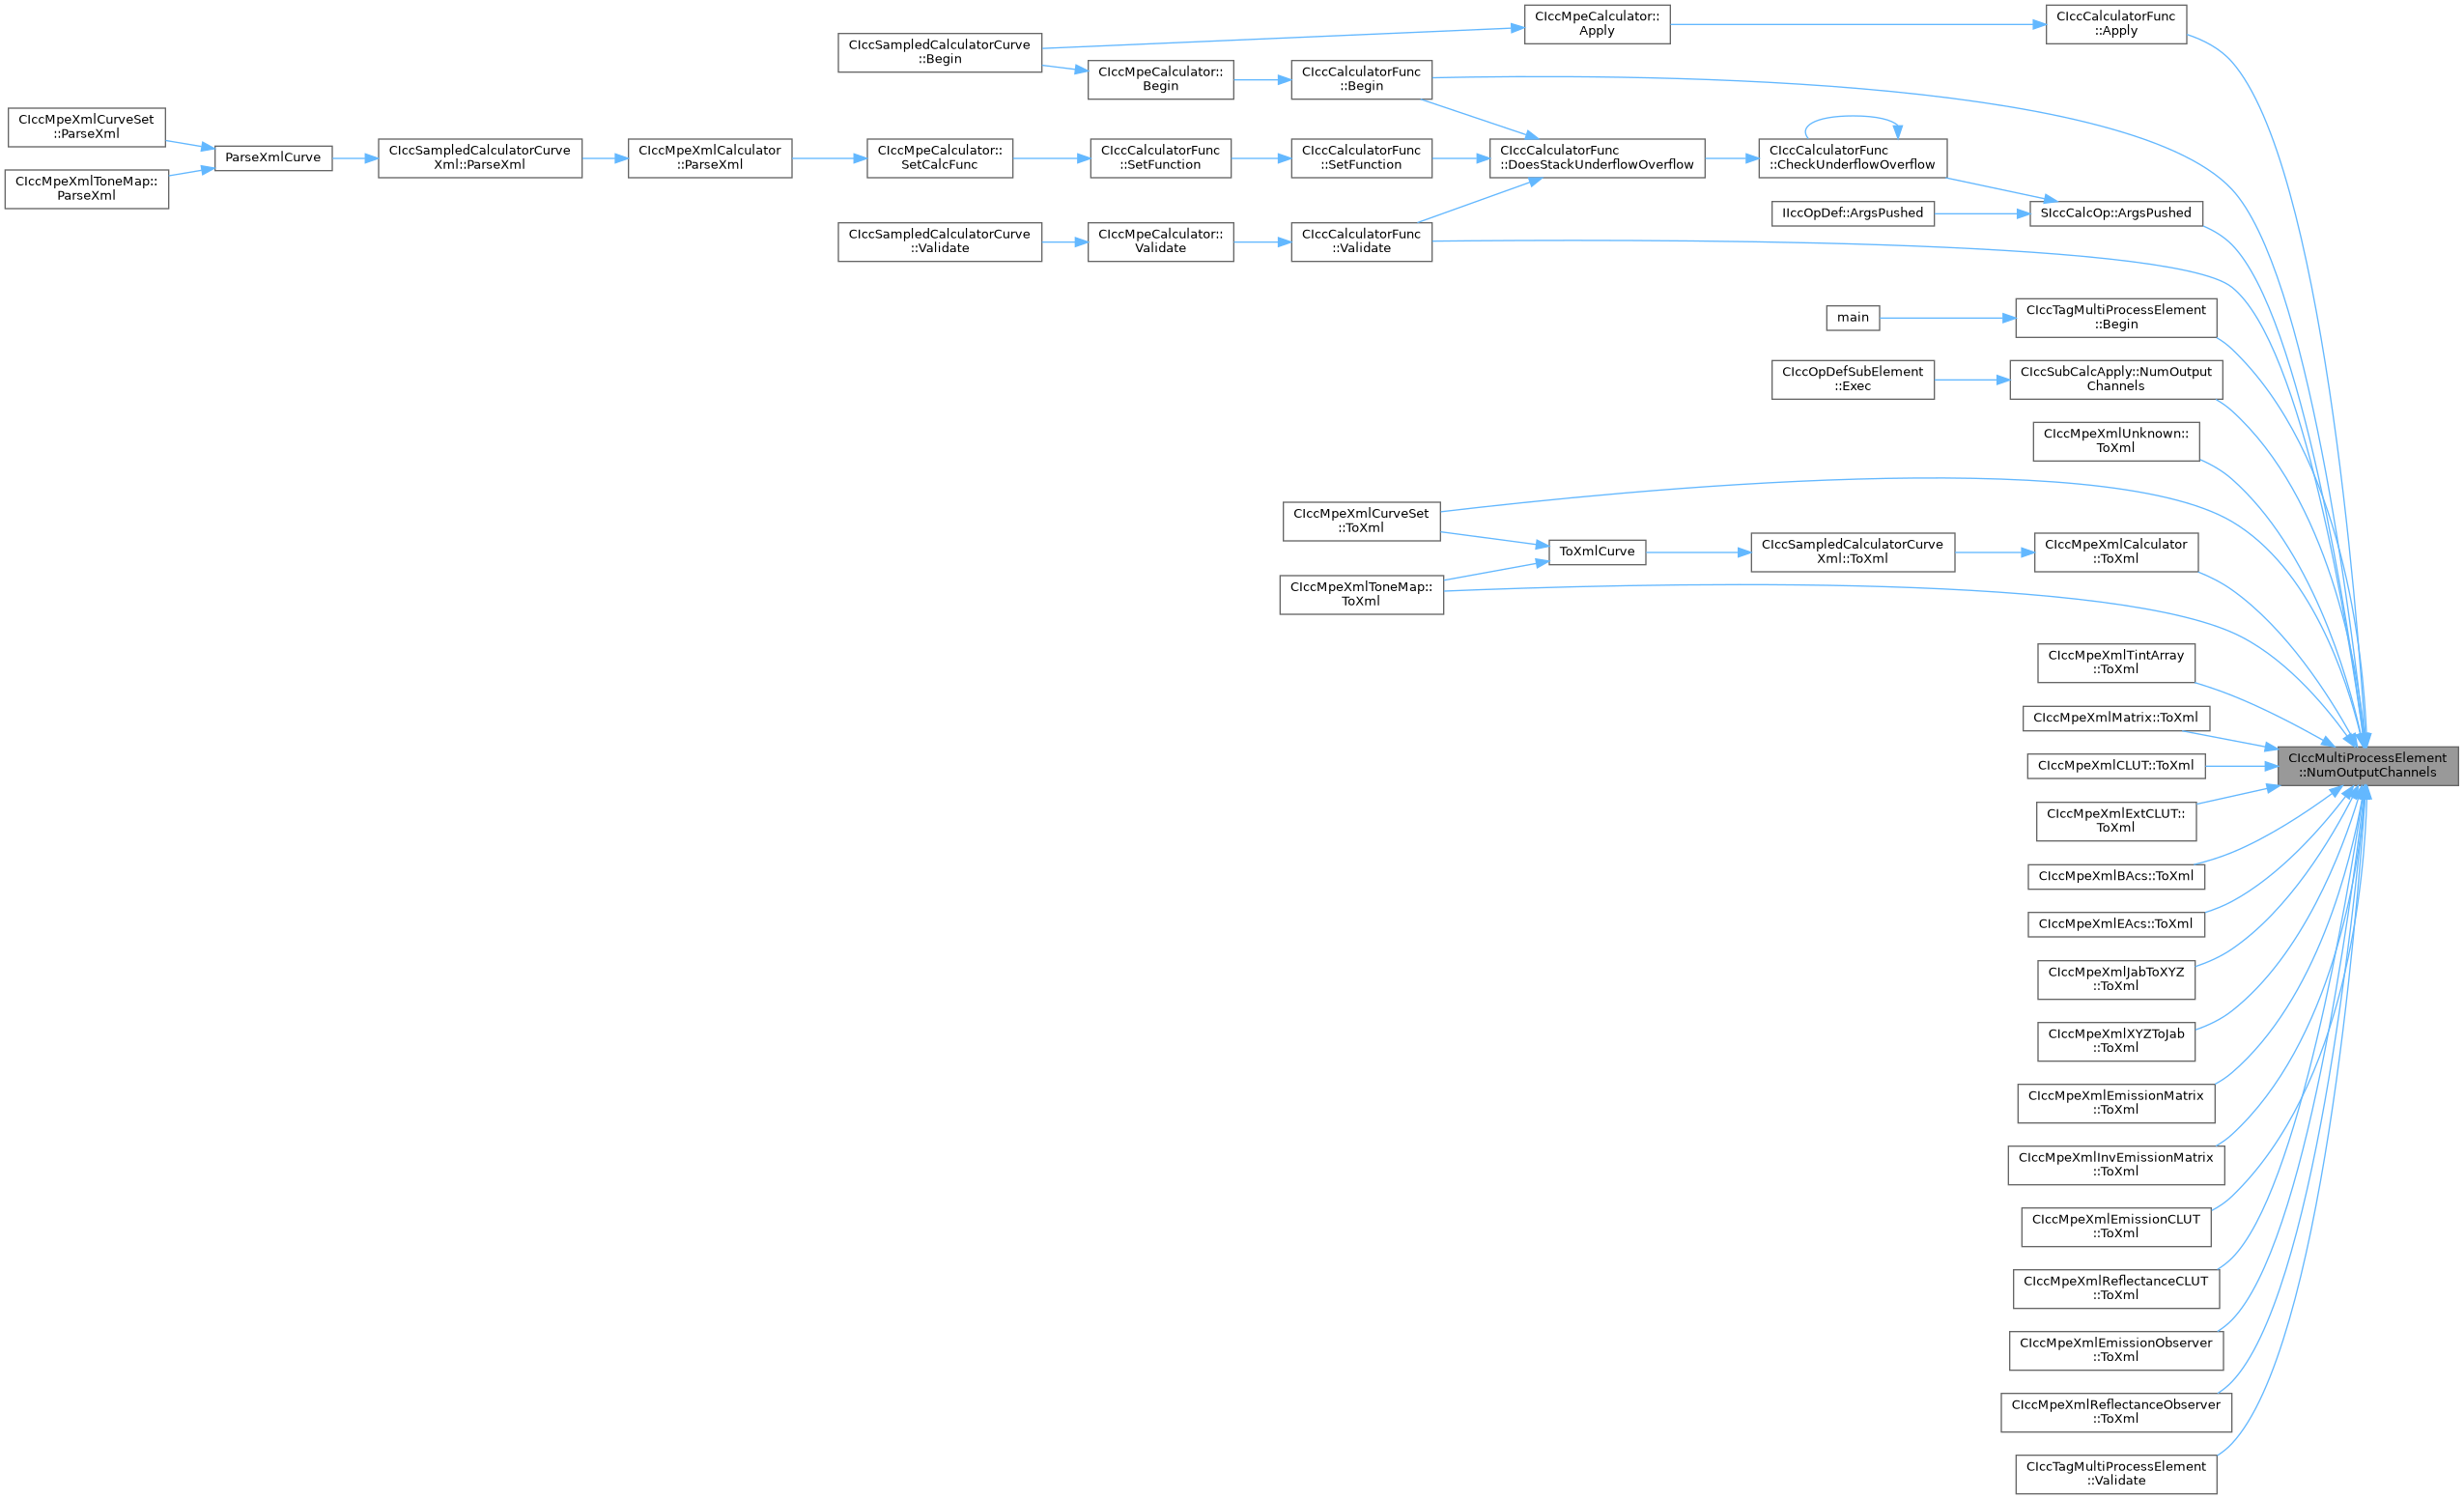 CIccMpeCalculator::
Apply
CIccCalculatorFunc
::Apply
CIccSampledCalculatorCurve
::Begin
CIccMpeCalculator::
Begin
CIccCalculatorFunc
::Begin
CIccMpeXmlCurveSet
::ParseXml
CIccMpeXmlToneMap::
ParseXml
ParseXmlCurve
CIccSampledCalculatorCurve
Xml::ParseXml
CIccMpeXmlCalculator
::ParseXml
CIccMpeCalculator::
SetCalcFunc
CIccCalculatorFunc
::SetFunction
CIccCalculatorFunc
::SetFunction
CIccCalculatorFunc
::DoesStackUnderflowOverflow
CIccCalculatorFunc
::CheckUnderflowOverflow
IIccOpDef::ArgsPushed
SIccCalcOp::ArgsPushed
CIccSampledCalculatorCurve
::Validate
CIccMpeCalculator::
Validate
CIccCalculatorFunc
::Validate
main
CIccTagMultiProcessElement
::Begin
CIccOpDefSubElement
::Exec
CIccSubCalcApply::NumOutput
Channels
CIccMpeXmlUnknown::
ToXml
CIccMpeXmlCurveSet
::ToXml
ToXmlCurve
CIccSampledCalculatorCurve
Xml::ToXml
CIccMpeXmlCalculator
::ToXml
CIccMpeXmlToneMap::
ToXml
CIccMpeXmlTintArray
::ToXml
CIccMpeXmlMatrix::ToXml
CIccMultiProcessElement
::NumOutputChannels
CIccMpeXmlCLUT::ToXml
CIccMpeXmlExtCLUT::
ToXml
CIccMpeXmlBAcs::ToXml
CIccMpeXmlEAcs::ToXml
CIccMpeXmlJabToXYZ
::ToXml
CIccMpeXmlXYZToJab
::ToXml
CIccMpeXmlEmissionMatrix
::ToXml
CIccMpeXmlInvEmissionMatrix
::ToXml
CIccMpeXmlEmissionCLUT
::ToXml
CIccMpeXmlReflectanceCLUT
::ToXml
CIccMpeXmlEmissionObserver
::ToXml
CIccMpeXmlReflectanceObserver
::ToXml
CIccTagMultiProcessElement
::Validate